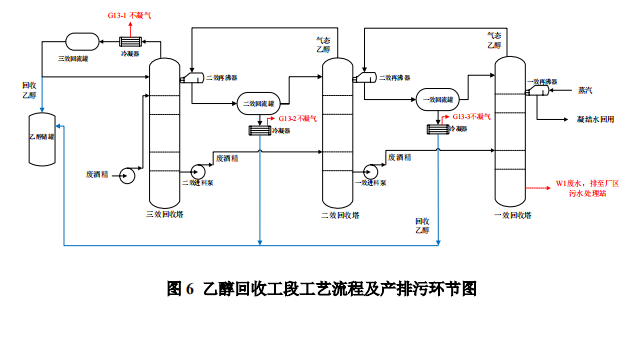 G13-1 不凝气
三效回流罐
冷凝器
气态
乙醇
气态
乙醇
回收
乙醇
二效再沸器
二效再沸器
一效再沸器
蒸汽
二效回流罐
一效回流罐
凝结水回用
G13-2不凝气
G13-3不凝气
乙醇储罐
冷凝器
冷凝器
废酒精
废酒精
废酒精
二效进料泵
一效进料泵
W1废水，排至厂区
污水处理站
三效回收塔
二效回收塔
一效回收塔
回收
乙醇
图 6 乙醇回收工段工艺流程及产排污环节图